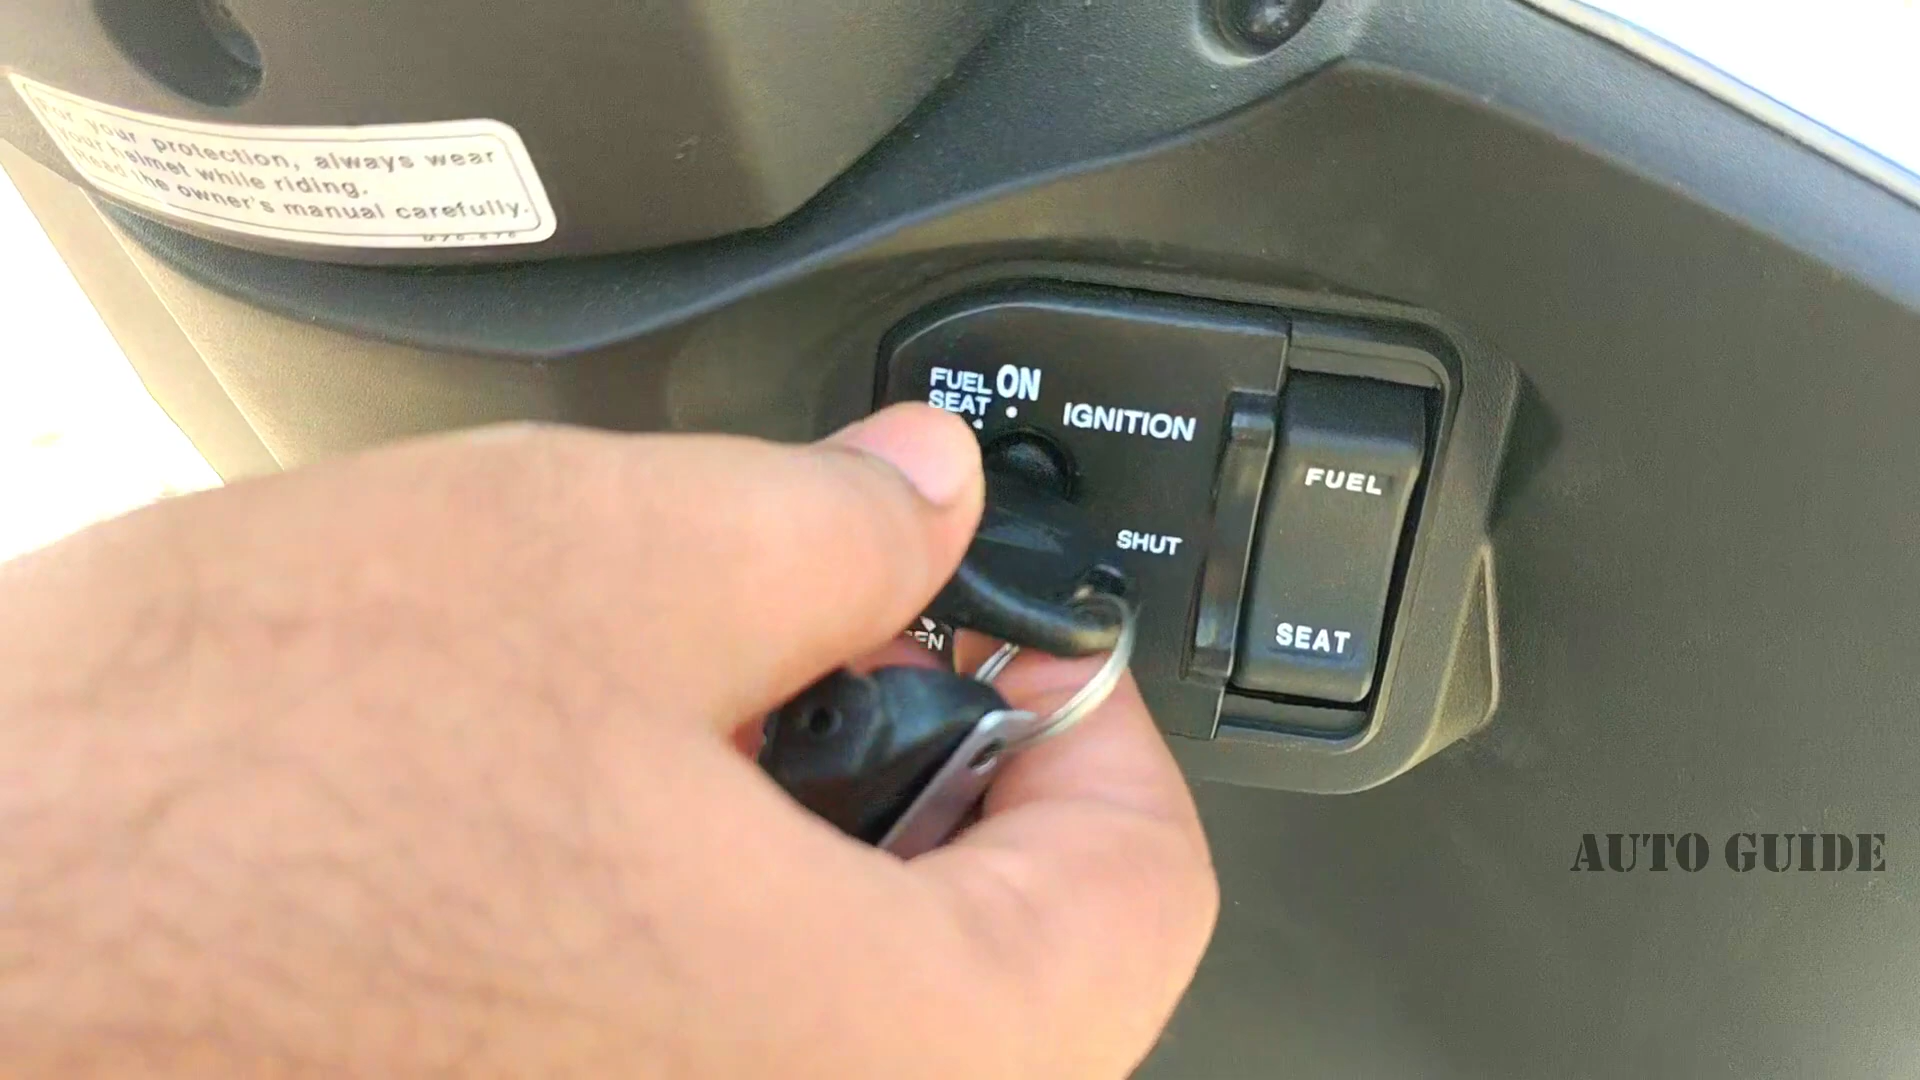 For your protection, always wear
your helmet while riding.
Read the owner's manual carefully.
FUEL
SEAT
ON
IGNITION
SHUT
FUEL
SEAT
AUTO GUIDE